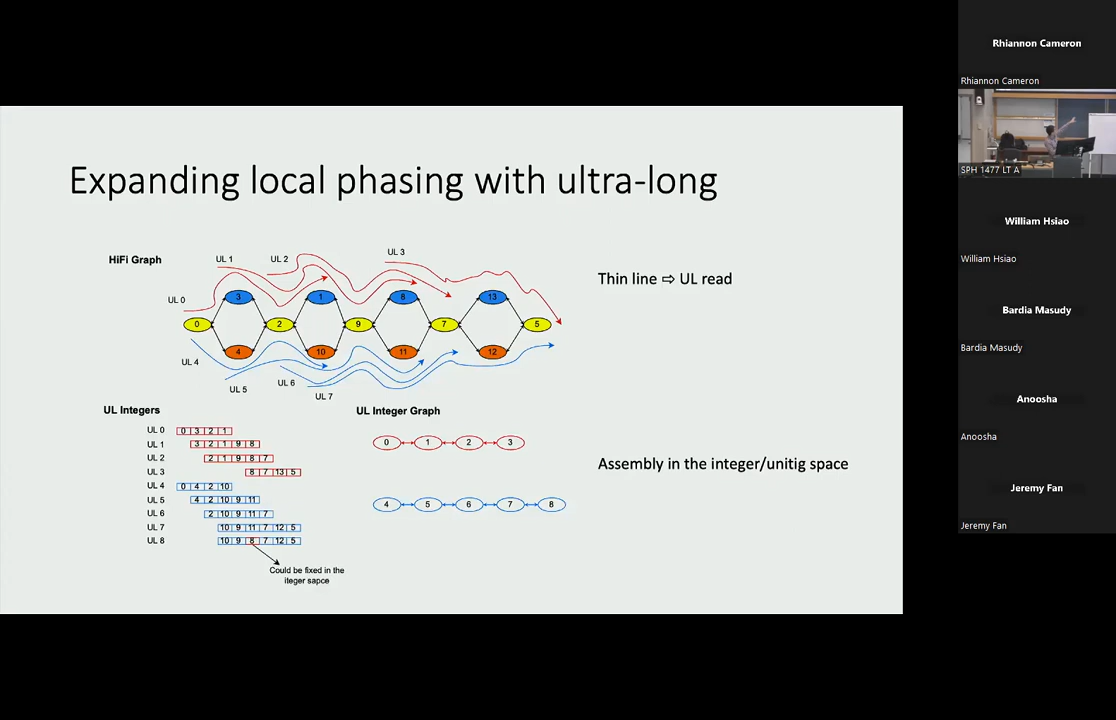 Expanding local phasing with ultra-long
HiFi Graph
UL 0
UL 1
UL 2
UL 3
3
1
8
13
0
2
9
7
5
4
10
11
12
UL 4
UL 5
UL 6
UL 7
Thin line ⇨ UL read
UL Integers
UL 0 0 3 2 1
UL 1 3 2 1 9 8
UL 2 2 1 9 8 7
UL 3 8 7 13 5
UL 4 0 4 2 10
UL 5 4 2 10 9 11
UL 6 2 10 9 11 7
UL 7 10 9 11 7 12 5
UL 8 10 9 8 7 12 5
Could be fixed in the
iteger sapce
UL Integer Graph
0 1 2 3
4 5 6 7 8
Assembly in the integer/unitig space
Rhiannon Cameron
Rhiannon Cameron
SPH 1477 LT A
William Hsiao
William Hsiao
Bardia Masudy
Bardia Masudy
Anoosha
Anoosha
Jeremy Fan
Jeremy Fan